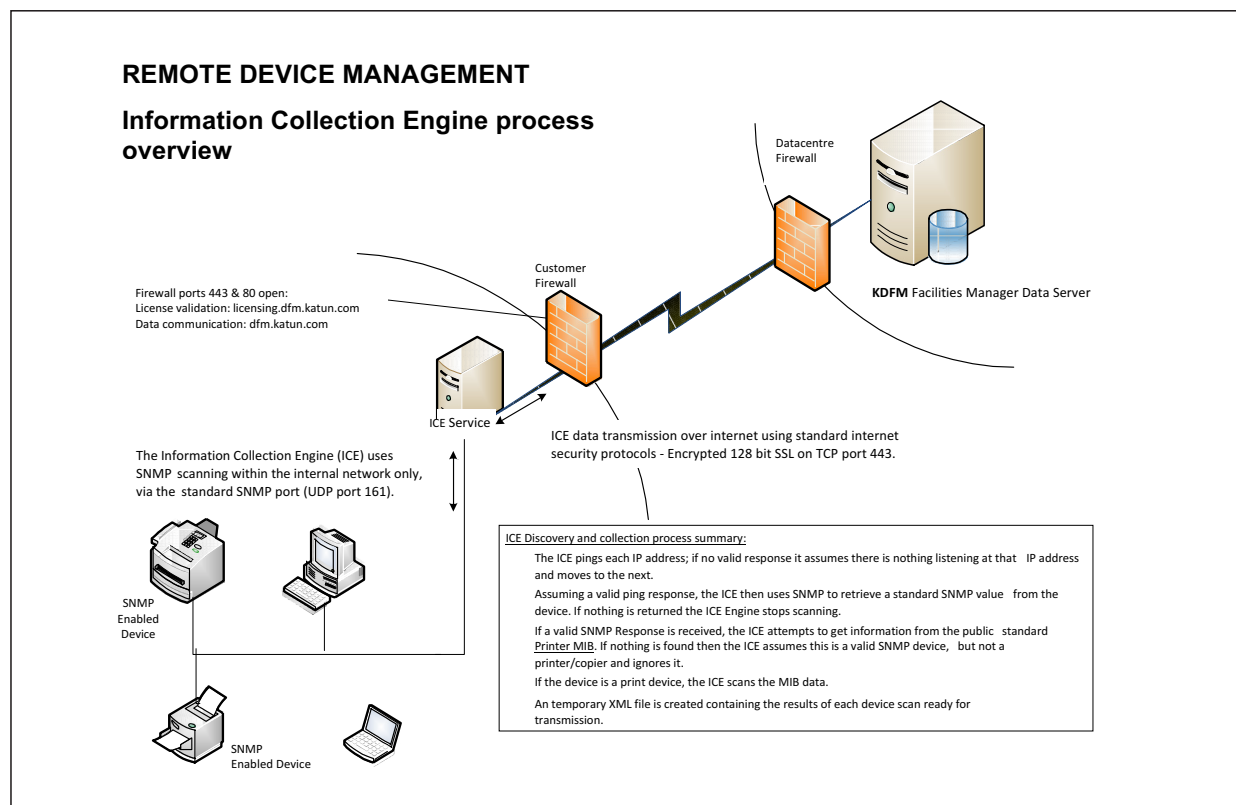 REMOTE DEVICE MANAGEMENT
Information Collection Engine process
overview
Datacentre
Firewall
Customer
Firewall
KDFM Facilities Manager Data Server
Firewall ports 443 & 80 open:
License validation: licensing.dfm.katun.com
Data communication: dfm.katun.com
ICE Service
ICE data transmission over internet using standard internet
security protocols - Encrypted 128 bit SSL on TCP port 443.
The Information Collection Engine (ICE) uses
SNMP scanning within the internal network only,
via the standard SNMP port (UDP port 161).
SNMP
Enabled
Device
SNMP
Enabled Device
ICE Discovery and collection process summary:
The ICE pings each IP address; if no valid response it assumes there is nothing listening at that IP address
and moves to the next.
Assuming a valid ping response, the ICE then uses SNMP to retrieve a standard SNMP value from the
device. If nothing is returned the ICE Engine stops scanning.
If a valid SNMP Response is received, the ICE attempts to get information from the public standard
Printer MIB. If nothing is found then the ICE assumes this is a valid SNMP device, but not a
printer/copier and ignores it.
If the device is a print device, the ICE scans the MIB data.
An temporary XML file is created containing the results of each device scan ready for
transmission.